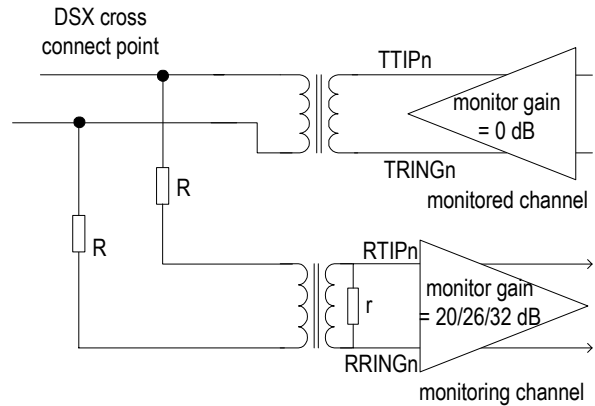 DSX cross
connect point
TTIPn
monitor gain
= 0 dB
TRINGn
monitored channel
R
R
RTIPn
monitor gain
= 20/26/32 dB
r
RRINGn
monitoring channel